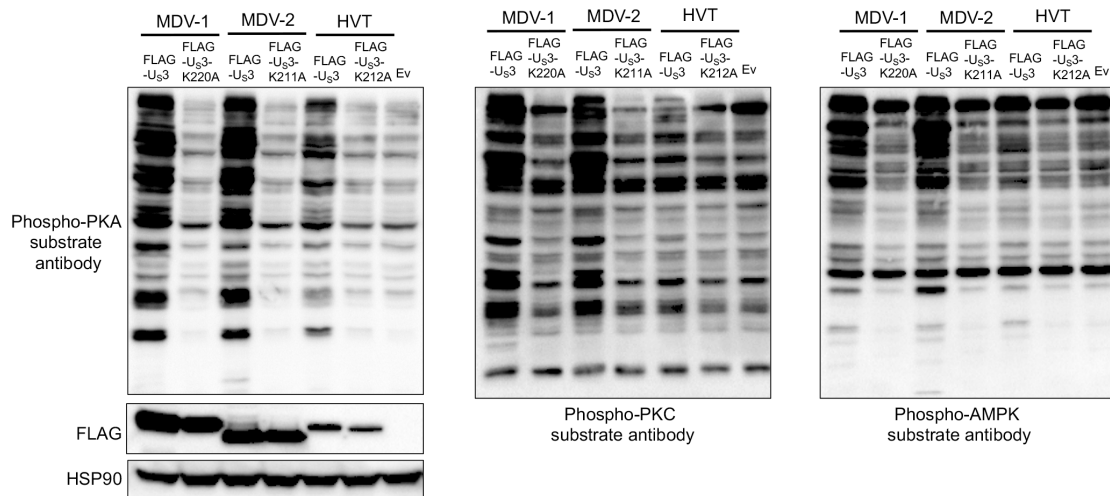 MDV-1 MDV-2 HVT
FLAG
-US3
FLAG
-US3-
K220A
FLAG
-US3
FLAG
-US3-
K211A
FLAG
-US3
FLAG
-US3-
K212A
Ev
Phospho-PKA
substrate
antibody
FLAG
HSP90
MDV-1 MDV-2 HVT
FLAG
-US3
FLAG
-US3-
K220A
FLAG
-US3
FLAG
-US3-
K211A
FLAG
-US3
FLAG
-US3-
K212A
Ev
Phospho-PKC
substrate antibody
MDV-1 MDV-2 HVT
FLAG
-US3
FLAG
-US3-
K220A
FLAG
-US3
FLAG
-US3-
K211A
FLAG
-US3
FLAG
-US3-
K212A
Ev
Phospho-AMPK
substrate antibody